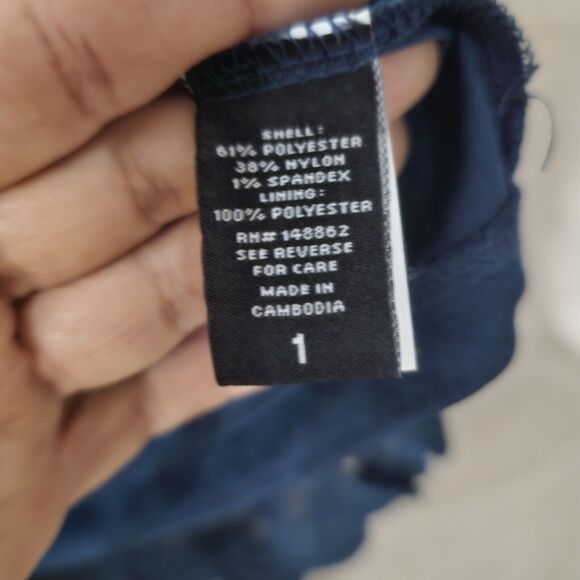 SHELL:
61% POLYESTER
38% NYLON
1% SPANDEX
LINING:
100% POLYESTER
RN# 148862
SEE REVERSE
FOR CARE
MADE IN
CAMBODIA
1